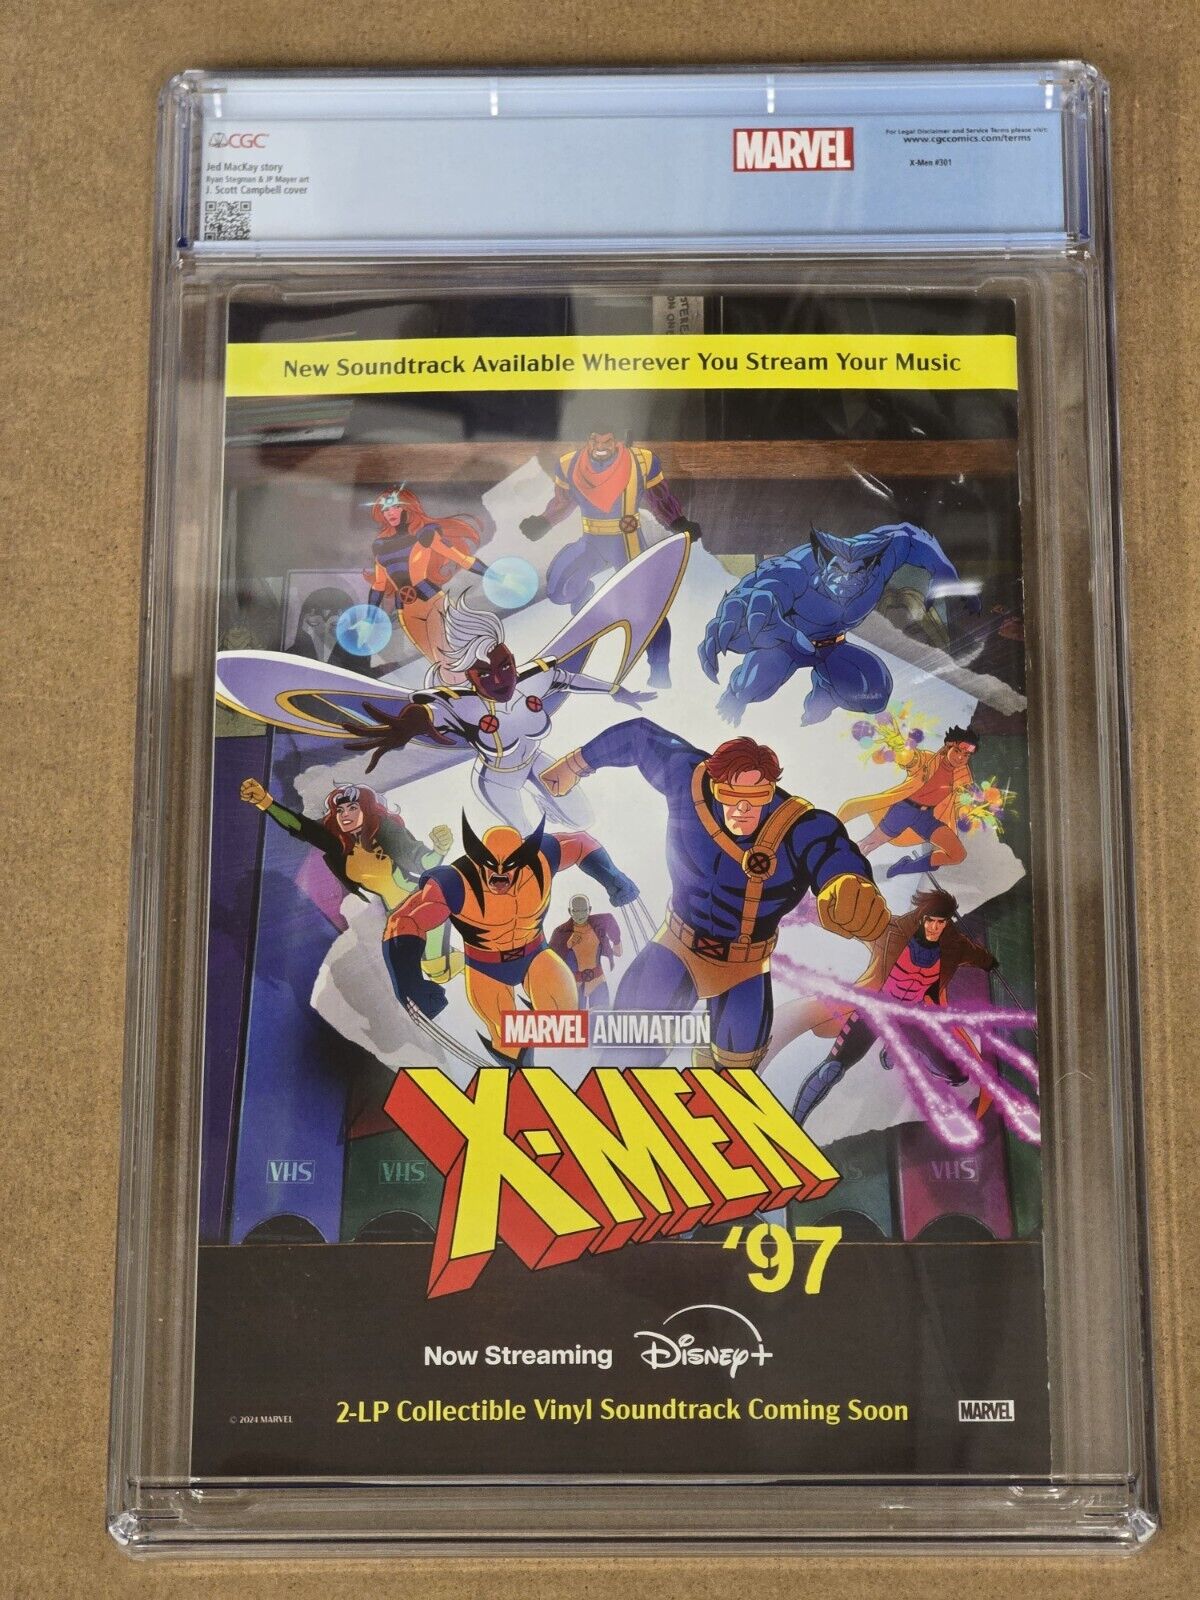 CGC
Jed MacKay story
Ryan Stegman & JP Mayer art
J. Scott Campbell cover
MARVEL
For Legal Disclaimer and Service Terms please visit:
www.cgccomics.com/terms
X-Men #301
New Soundtrack Available Wherever You Stream Your Music
MARVEL ANIMATION
X-MEN
'97
VHS VHS VHS
Now Streaming Disney+
© 2024 MARVEL
2-LP Collectible Vinyl Soundtrack Coming Soon
MARVEL